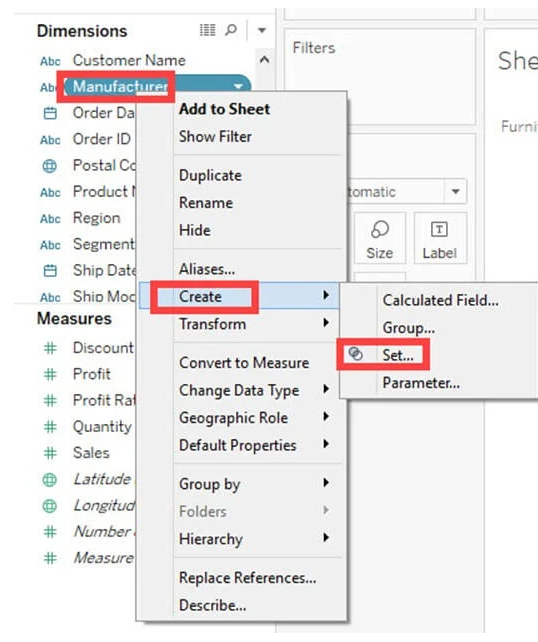 Dimensions
Abc Customer Name
Manufacturer
Order Da
Abc Order ID
Postal Co
Abc Product N
Abc Region
Abc Segment
Ship Date
Abc Ship Mod
Measures
# Discount
# Profit
# Profit Rat
# Quantity
# Sales
Latitude
Longitud
# Number
# Measure
Add to Sheet
Show Filter
Duplicate
Rename
Hide
Aliases...
Create
Transform
Convert to Measure
Change Data Type
Geographic Role
Default Properties
Group by
Folders
Hierarchy
Replace References...
Describe...
Calculated Field...
Group...
Set...
Parameter...
Filters
tomatic
Size
Label
T
She
Furni